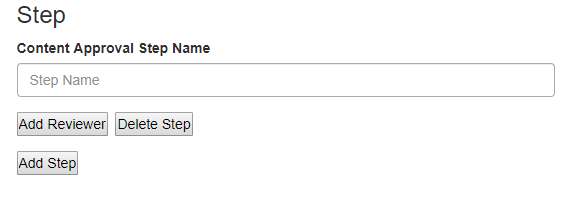 Step
Content Approval Step Name
Step Name
Add Reviewer Delete Step
Add Step